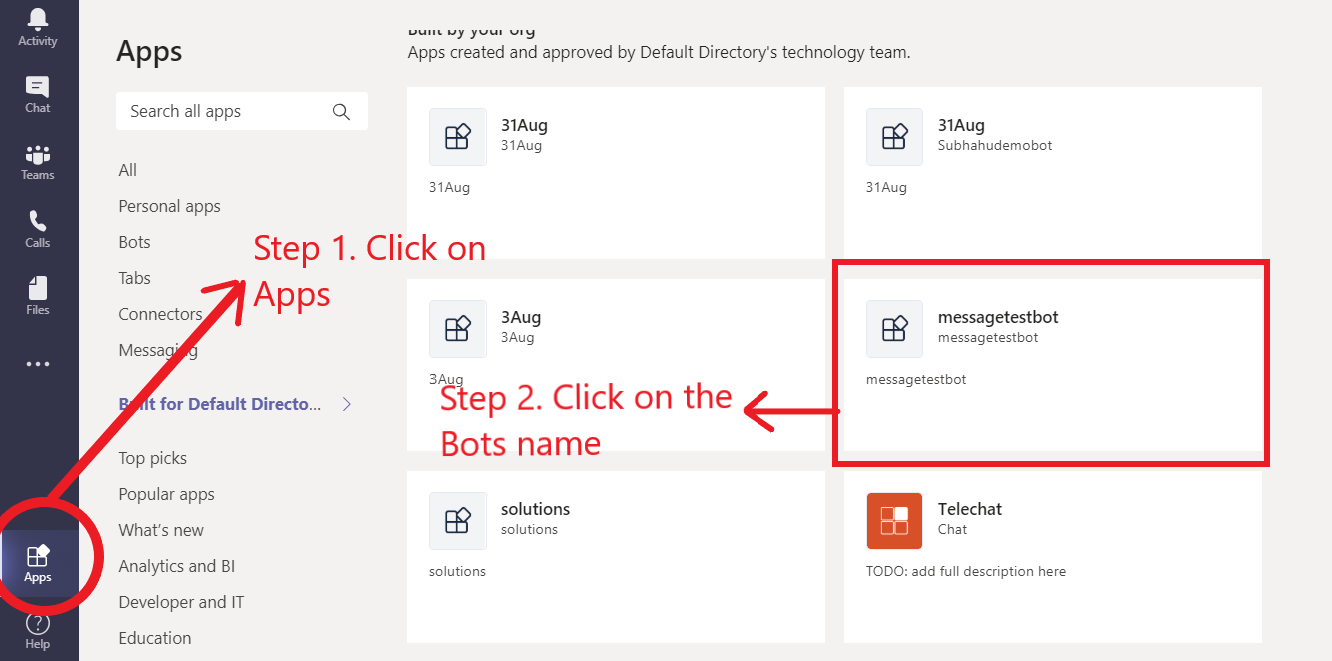 Activity
Chat
Teams
Calls
Files
Apps
Help
Apps
Search all apps
All
Personal apps
Bots
Tabs
Connectors
Messaging
Built for Default Directo...
Top picks
Popular apps
What's new
Analytics and BI
Developer and IT
Education
Built by your org
Apps created and approved by Default Directory's technology team.
31Aug
31Aug
31Aug
31Aug
Subhahudemobot
31Aug
3Aug
3Aug
3Aug
messagetestbot
messagetestbot
messagetestbot
solutions
solutions
solutions
Telechat
Chat
TODO: add full description here
Step 1. Click on
Apps
Step 2. Click on the
Bots name